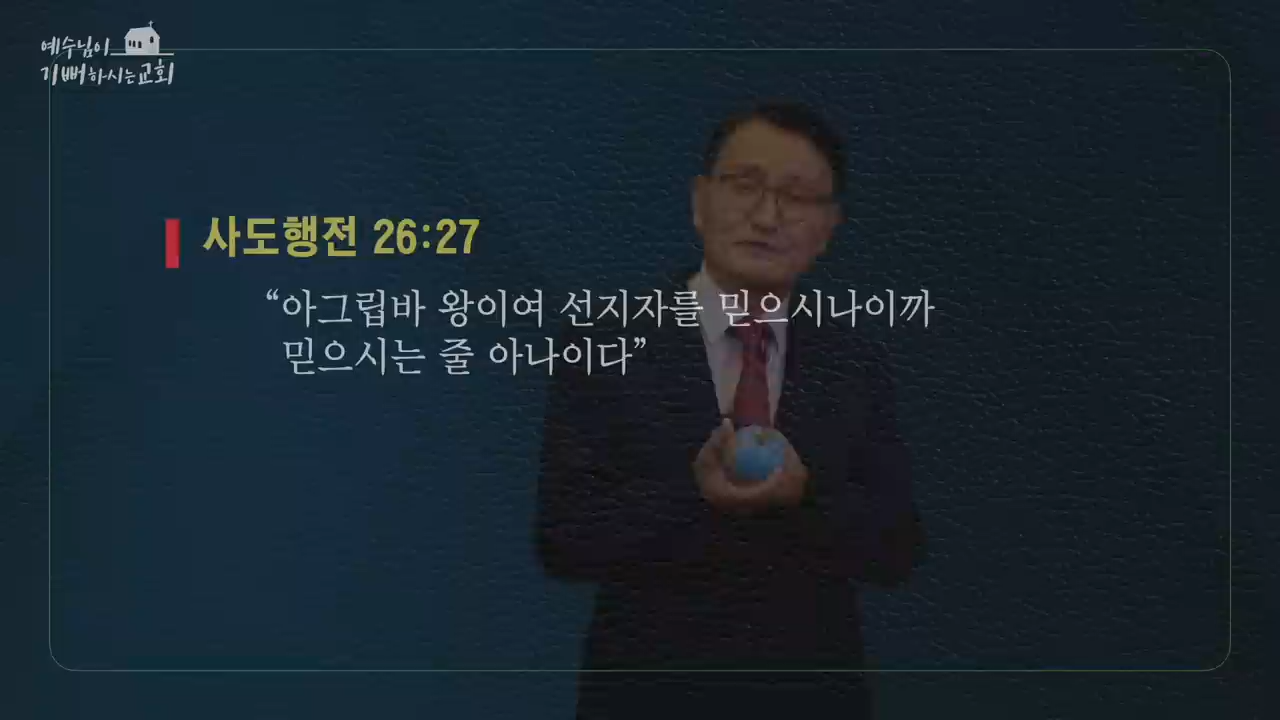 예수님이
기뻐하시는교회
사도행전 26:27
“아그립바 왕이여 선지자를 믿으시나이까
믿으시는 줄 아나이다”